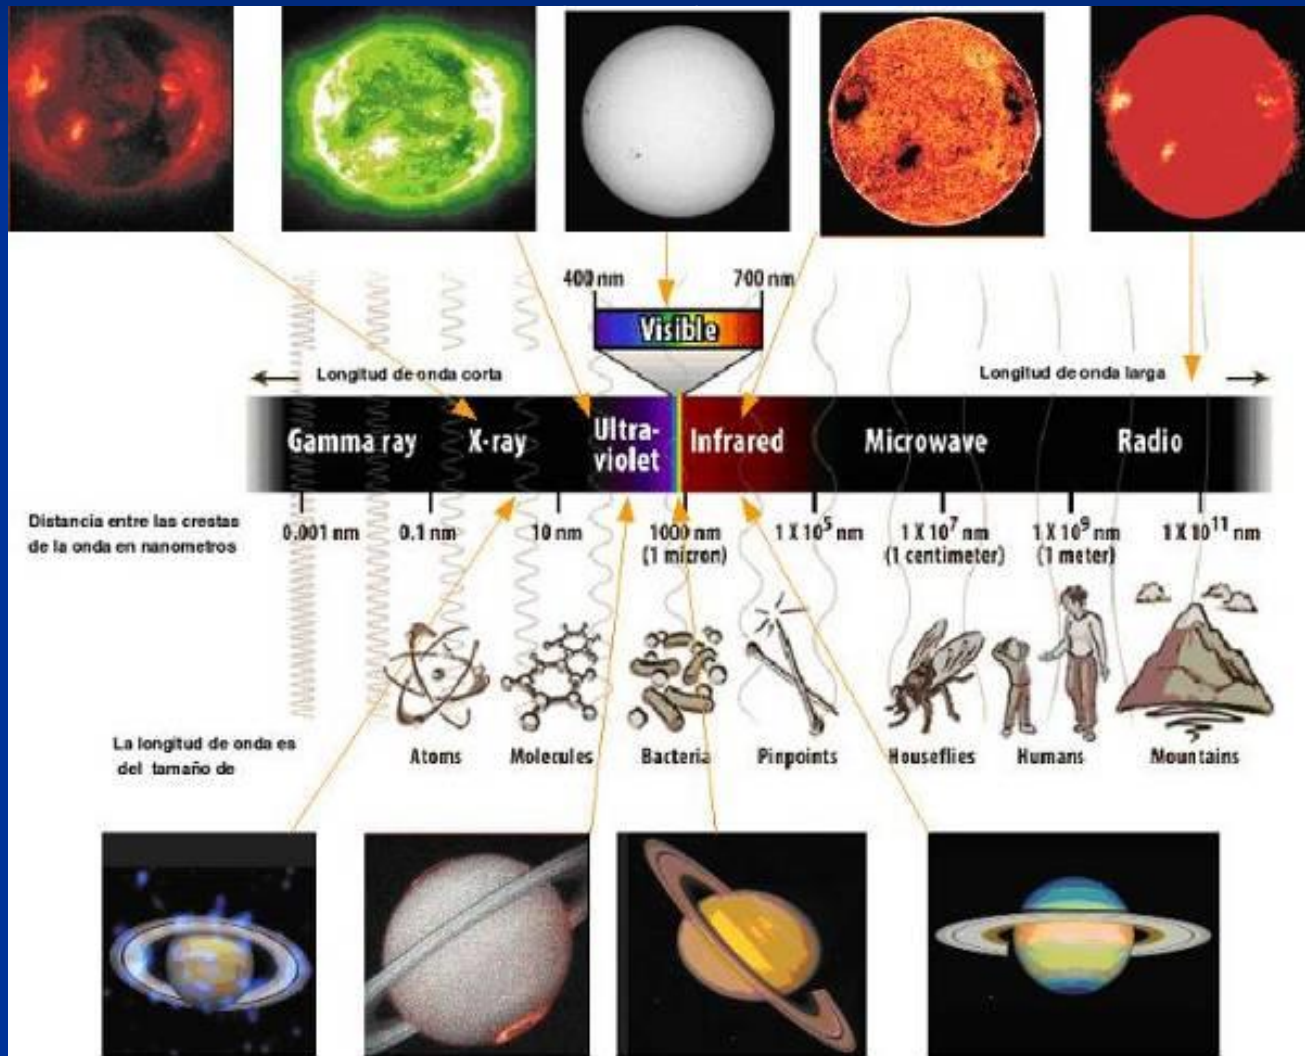 400 nm 700 nm
Visible
Longitud de onda corta
Longitud de onda larga
Gamma ray
X-ray
Ultra-
violet
Infrared
Microwave
Radio
Distancia entre las crestas
de la onda en nanometros
0.001 nm
0.1 nm
10 nm
1000 nm
(1 micron)
1 X 10⁵ nm
1 X 10⁷ nm
(1 centimeter)
1 X 10⁹ nm
(1 meter)
1 X 10¹¹ nm
La longitud de onda es
del tamaño de
Atoms
Molecules
Bacteria
Pinpoints
Houseflies
Humans
Mountains